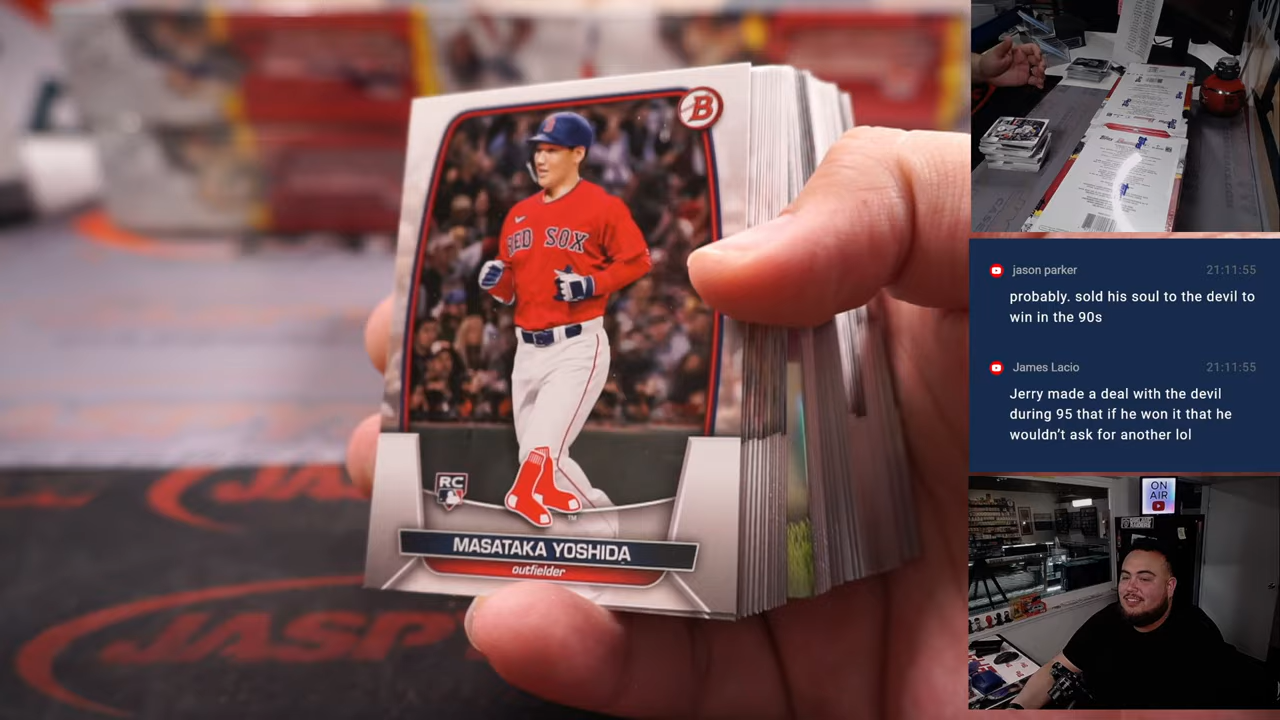 B
RED SOX
RC
MASATAKA YOSHIDA
outfielder
JASP
jason parker 21:11:55
probably. sold his soul to the devil to
win in the 90s
James Lacio 21:11:55
Jerry made a deal with the devil
during 95 that if he won it that he
wouldn’t ask for another lol
ON
AIR